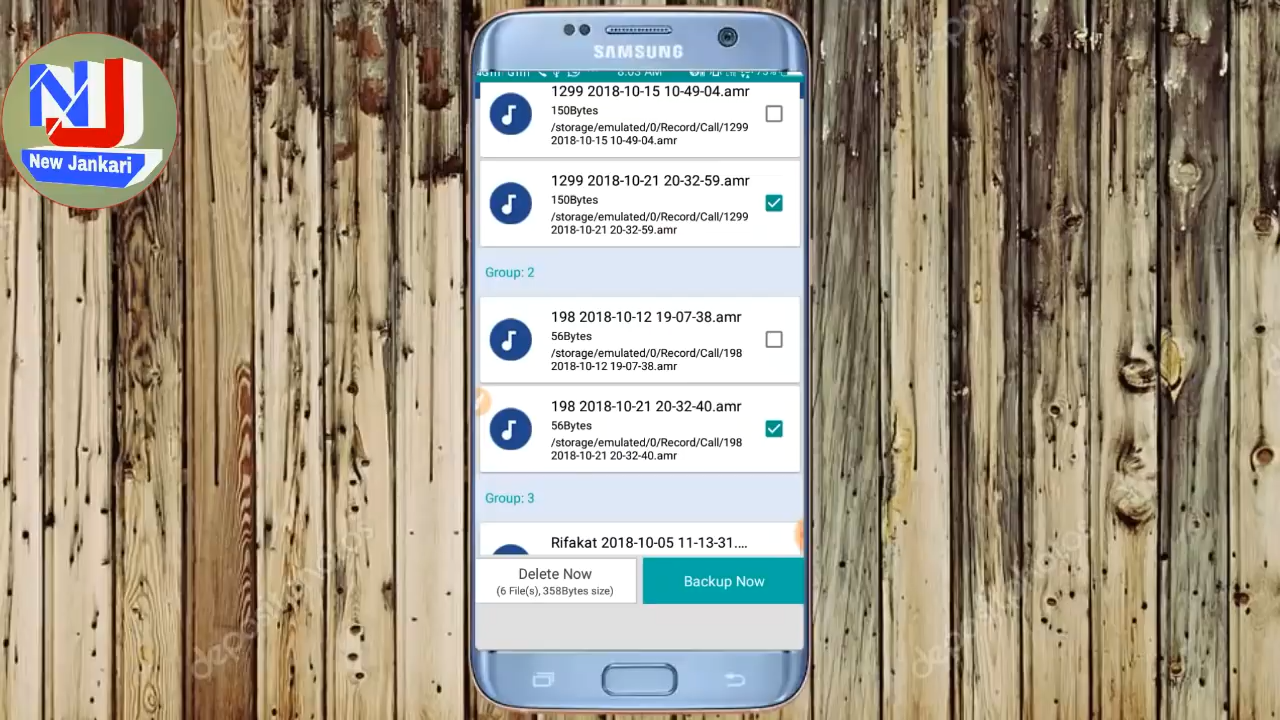 SAMSUNG
NJ
New Jankari
8:03 AM
1299 2018-10-15 10-49-04.amr
150Bytes
/storage/emulated/0/Record/Call/1299
2018-10-15 10-49-04.amr
1299 2018-10-21 20-32-59.amr
150Bytes
/storage/emulated/0/Record/Call/1299
2018-10-21 20-32-59.amr
Group: 2
198 2018-10-12 19-07-38.amr
56Bytes
/storage/emulated/0/Record/Call/198
2018-10-12 19-07-38.amr
198 2018-10-21 20-32-40.amr
56Bytes
/storage/emulated/0/Record/Call/198
2018-10-21 20-32-40.amr
Group: 3
Rifakat 2018-10-05 11-13-31....
Delete Now
(6 File(s), 358Bytes size)
Backup Now
depositphotos